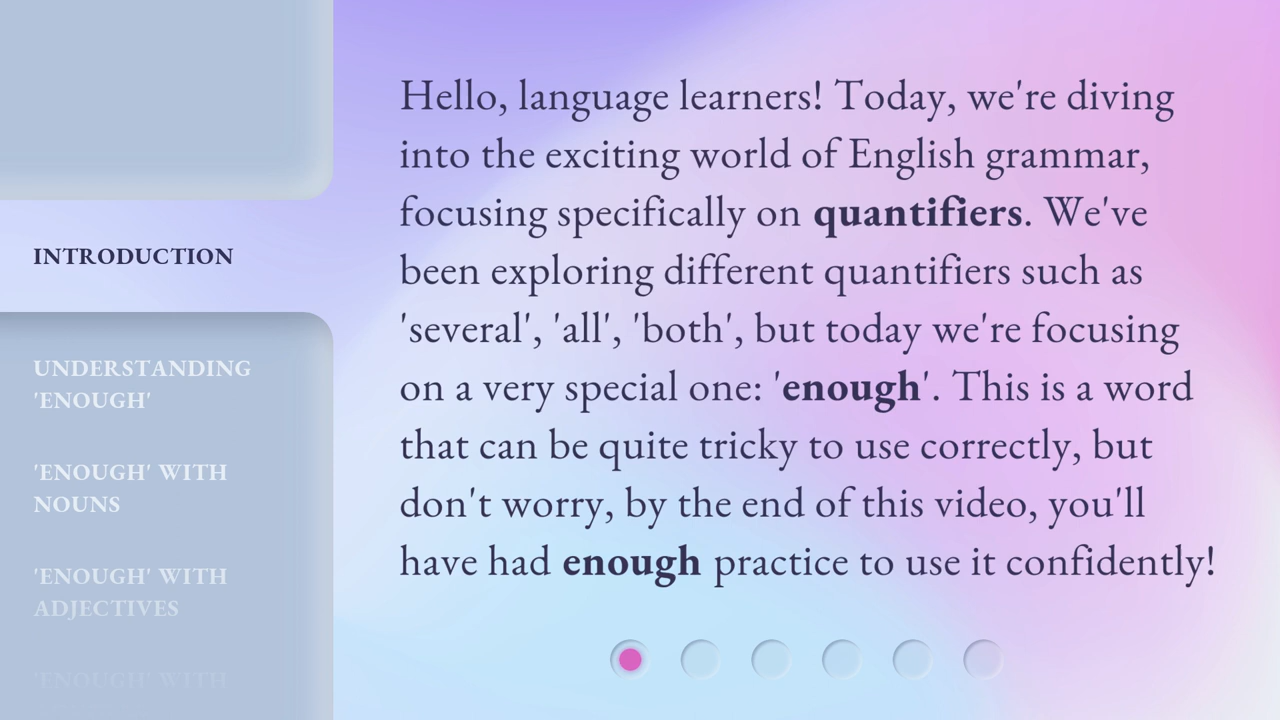 INTRODUCTION
UNDERSTANDING
'ENOUGH'
'ENOUGH' WITH
NOUNS
'ENOUGH' WITH
ADJECTIVES
'ENOUGH' WITH
Hello, language learners! Today, we're diving
into the exciting world of English grammar,
focusing specifically on quantifiers. We've
been exploring different quantifiers such as
'several', 'all', 'both', but today we're focusing
on a very special one: 'enough'. This is a word
that can be quite tricky to use correctly, but
don't worry, by the end of this video, you'll
have had enough practice to use it confidently!